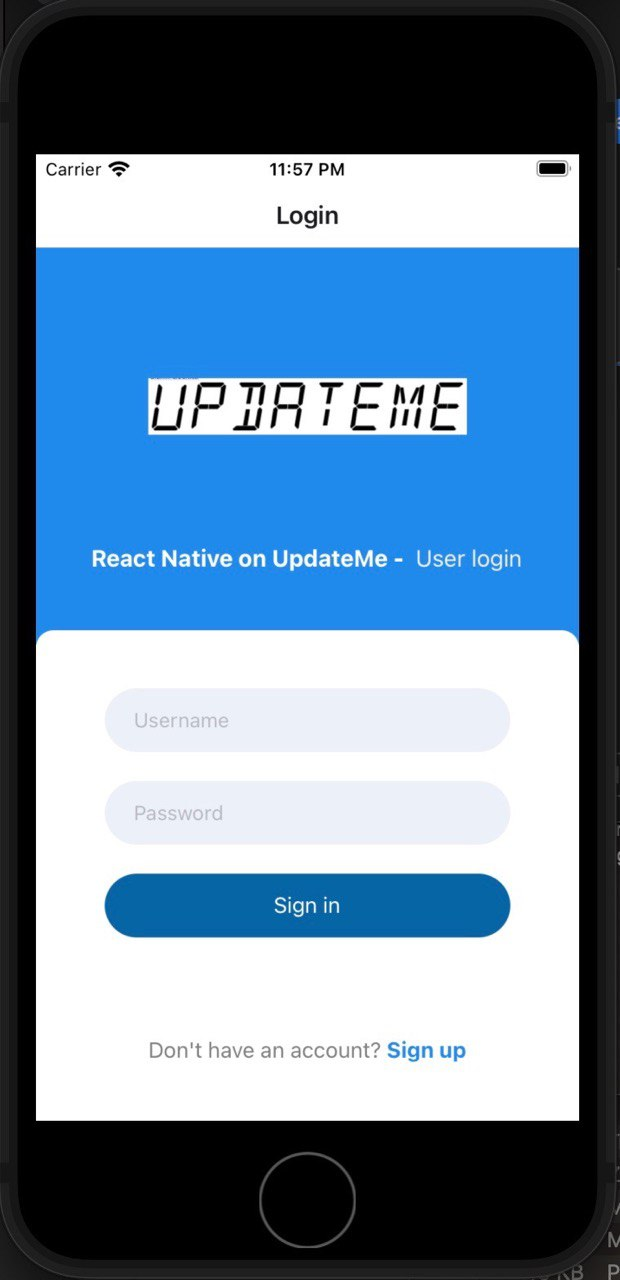 Carrier 11:57 PM
Login
UPDATEME
React Native on UpdateMe - User login
Username
Password
Sign in
Don't have an account? Sign up
KB